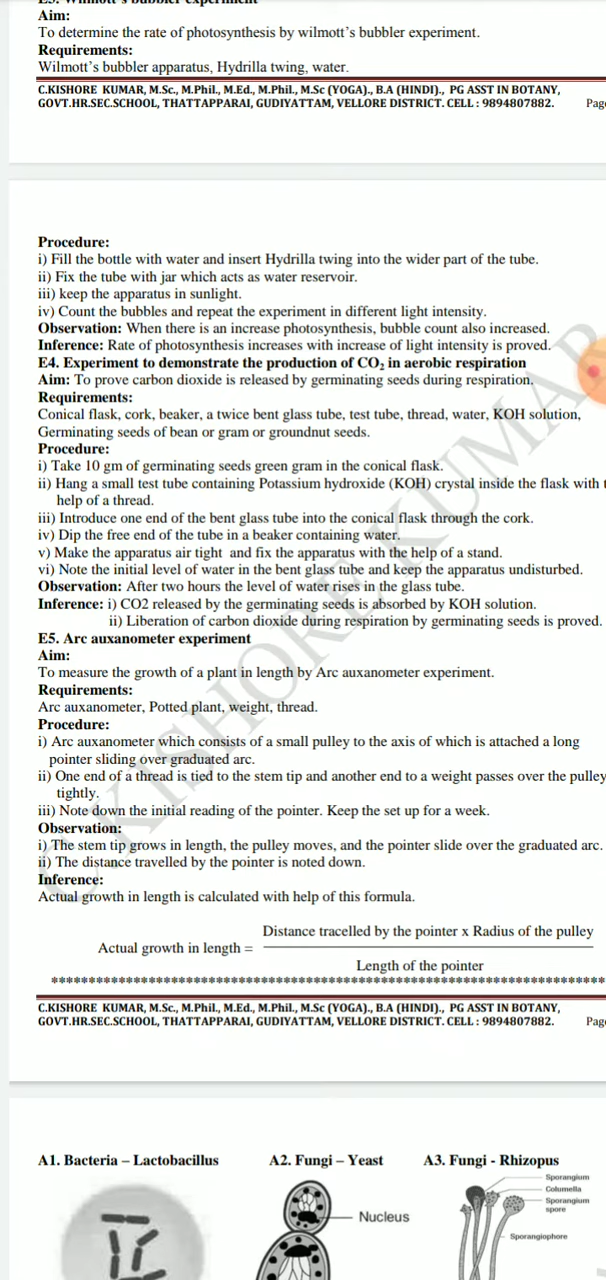 Aim:
To determine the rate of photosynthesis by wilmott's bubbler experiment.
Requirements:
Wilmott's bubbler apparatus, Hydrilla twing, water.
C.KISHORE KUMAR, M.Sc., M.Phil., M.Ed., M.Phil., M.Sc (YOGA)., B.A (HINDI)., PG ASST IN BOTANY,
GOVT.HR.SEC.SCHOOL, THATTAPPARAI, GUDIYATTAM, VELLORE DISTRICT. CELL : 9894807882. Page
Procedure:
i) Fill the bottle with water and insert Hydrilla twing into the wider part of the tube.
ii) Fix the tube with jar which acts as water reservoir.
iii) keep the apparatus in sunlight.
iv) Count the bubbles and repeat the experiment in different light intensity.
Observation: When there is an increase photosynthesis, bubble count also increased.
Inference: Rate of photosynthesis increases with increase of light intensity is proved.
E4. Experiment to demonstrate the production of CO₂ in aerobic respiration
Aim: To prove carbon dioxide is released by germinating seeds during respiration.
Requirements:
Conical flask, cork, beaker, a twice bent glass tube, test tube, thread, water, KOH solution,
Germinating seeds of bean or gram or groundnut seeds.
Procedure:
i) Take 10 gm of germinating seeds green gram in the conical flask.
ii) Hang a small test tube containing Potassium hydroxide (KOH) crystal inside the flask with
help of a thread.
iii) Introduce one end of the bent glass tube into the conical flask through the cork.
iv) Dip the free end of the tube in a beaker containing water.
v) Make the apparatus air tight and fix the apparatus with the help of a stand.
vi) Note the initial level of water in the bent glass tube and keep the apparatus undisturbed.
Observation: After two hours the level of water rises in the glass tube.
Inference: i) CO2 released by the germinating seeds is absorbed by KOH solution.
ii) Liberation of carbon dioxide during respiration by germinating seeds is proved.
E5. Arc auxanometer experiment
Aim:
To measure the growth of a plant in length by Arc auxanometer experiment.
Requirements:
Arc auxanometer, Potted plant, weight, thread.
Procedure:
i) Arc auxanometer which consists of a small pulley to the axis of which is attached a long
pointer sliding over graduated arc.
ii) One end of a thread is tied to the stem tip and another end to a weight passes over the pulley
tightly.
iii) Note down the initial reading of the pointer. Keep the set up for a week.
Observation:
i) The stem tip grows in length, the pulley moves, and the pointer slide over the graduated arc.
ii) The distance travelled by the pointer is noted down.
Inference:
Actual growth in length is calculated with help of this formula.
Distance tracelled by the pointer x Radius of the pulley
Actual growth in length =
Length of the pointer
******************************************************************************
C.KISHORE KUMAR, M.Sc., M.Phil., M.Ed., M.Phil., M.Sc (YOGA)., B.A (HINDI)., PG ASST IN BOTANY,
GOVT.HR.SEC.SCHOOL, THATTAPPARAI, GUDIYATTAM, VELLORE DISTRICT. CELL : 9894807882. Page
C.KISHORE KUMAR
A1. Bacteria – Lactobacillus A2. Fungi – Yeast A3. Fungi - Rhizopus
Sporangium
Columella
Sporangium
spore
Nucleus
Sporangiophore